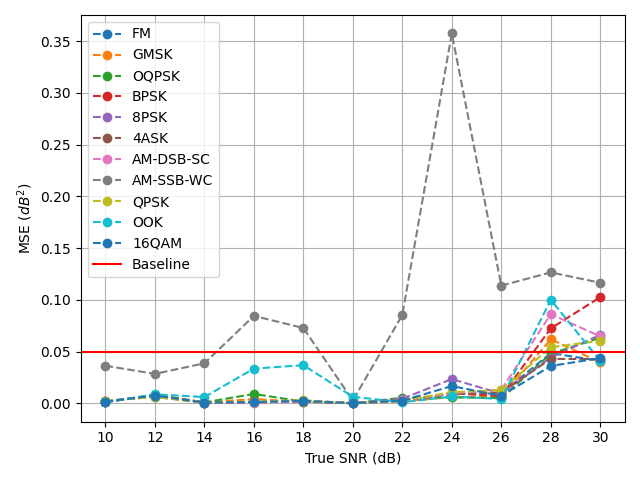 FM
GMSK
OQPSK
BPSK
8PSK
4ASK
AM-DSB-SC
AM-SSB-WC
QPSK
OOK
16QAM
Baseline
MSE (dB²)
0.35
0.30
0.25
0.20
0.15
0.10
0.05
0.00
10 12 14 16 18 20 22 24 26 28 30
True SNR (dB)